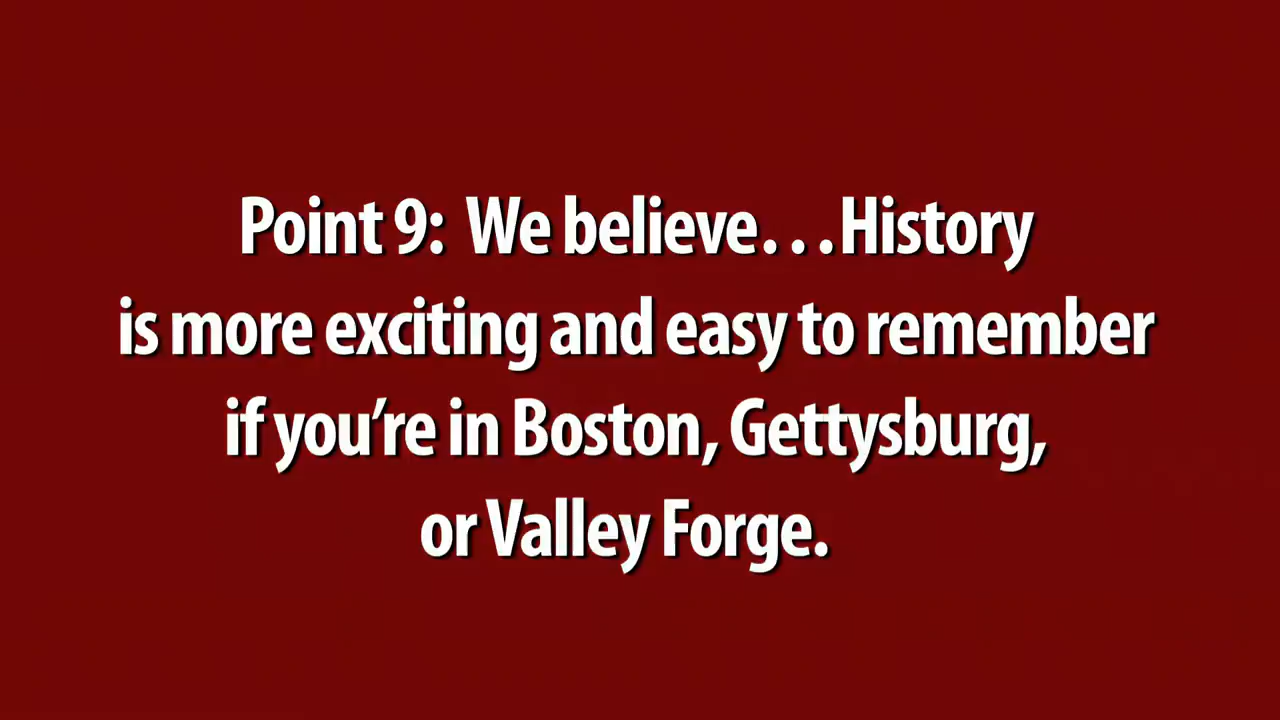 Point 9:  We believe...History
is more exciting and easy to remember
if you’re in Boston, Gettysburg,
or Valley Forge.